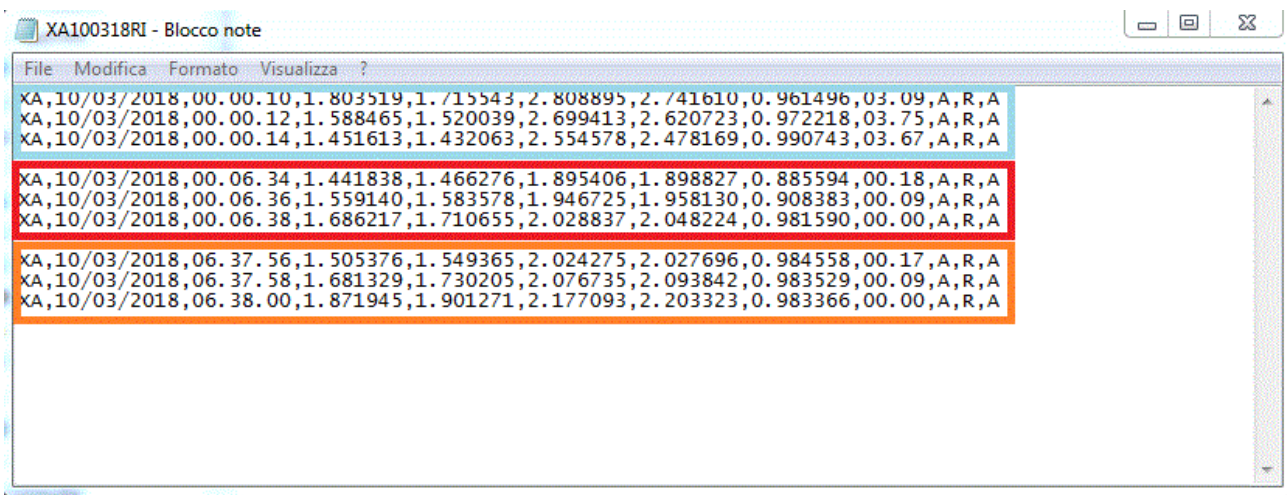 XA100318RI - Blocco note
File Modifica Formato Visualizza ?
XA,10/03/2018,00.00.10,1.803519,1.715543,2.808895,2.741610,0.961496,03.09,A,R,A
XA,10/03/2018,00.00.12,1.588465,1.520039,2.699413,2.620723,0.972218,03.75,A,R,A
XA,10/03/2018,00.00.14,1.451613,1.432063,2.554578,2.478169,0.990743,03.67,A,R,A
XA,10/03/2018,00.06.34,1.441838,1.466276,1.895406,1.898827,0.885594,00.18,A,R,A
XA,10/03/2018,00.06.36,1.559140,1.583578,1.946725,1.958130,0.908383,00.09,A,R,A
XA,10/03/2018,00.06.38,1.686217,1.710655,2.028837,2.048224,0.981590,00.00,A,R,A
XA,10/03/2018,06.37.56,1.505376,1.549365,2.024275,2.027696,0.984558,00.17,A,R,A
XA,10/03/2018,06.37.58,1.681329,1.730205,2.076735,2.093842,0.983529,00.09,A,R,A
XA,10/03/2018,06.38.00,1.871945,1.901271,2.177093,2.203323,0.983366,00.00,A,R,A